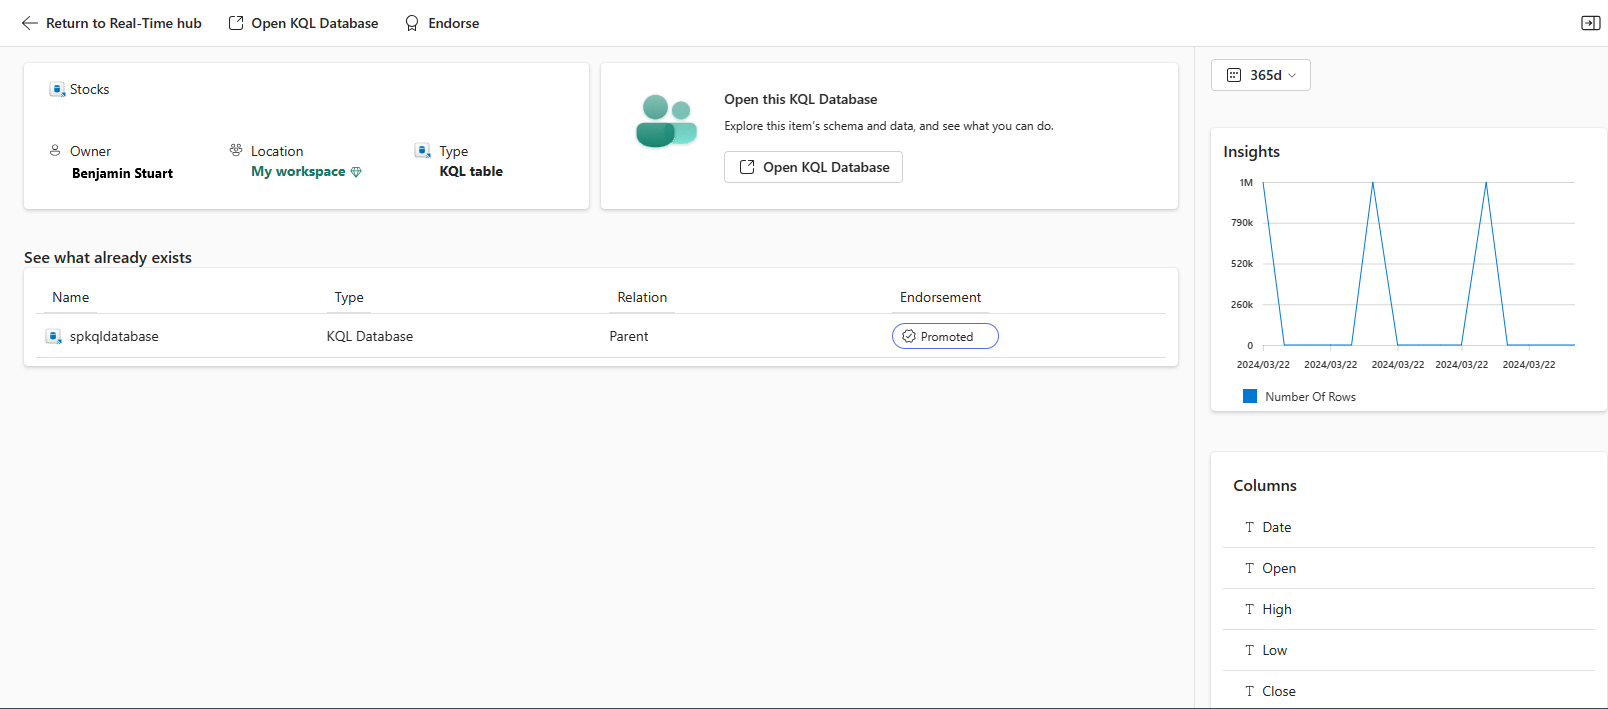 Return to Real-Time hub Open KQL Database Endorse
Stocks
Owner Location Type
Benjamin Stuart My workspace KQL table
Open this KQL Database
Explore this item's schema and data, and see what you can do.
Open KQL Database
See what already exists
Name Type Relation Endorsement
spkqldatabase KQL Database Parent Promoted
365d
Insights
1M
790k
520k
260k
0
2024/03/22 2024/03/22 2024/03/22 2024/03/22 2024/03/22
Number Of Rows
Columns
T Date
T Open
T High
T Low
T Close